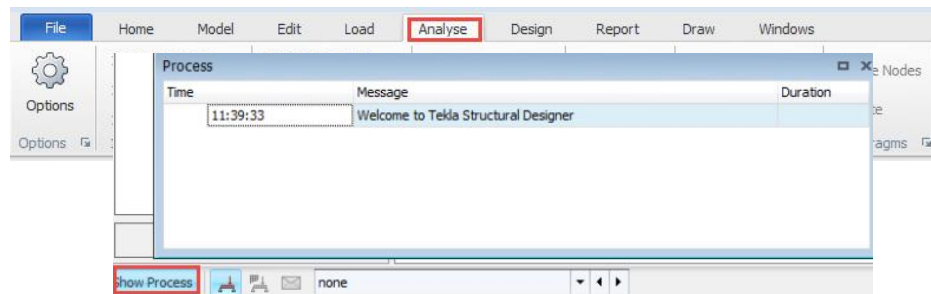 File Home Model Edit Load Analyse Design Report Draw Windows
Process
e Nodes
Time Message Duration
Options
11:39:33 Welcome to Tekla Structural Designer
Options
Show Process none